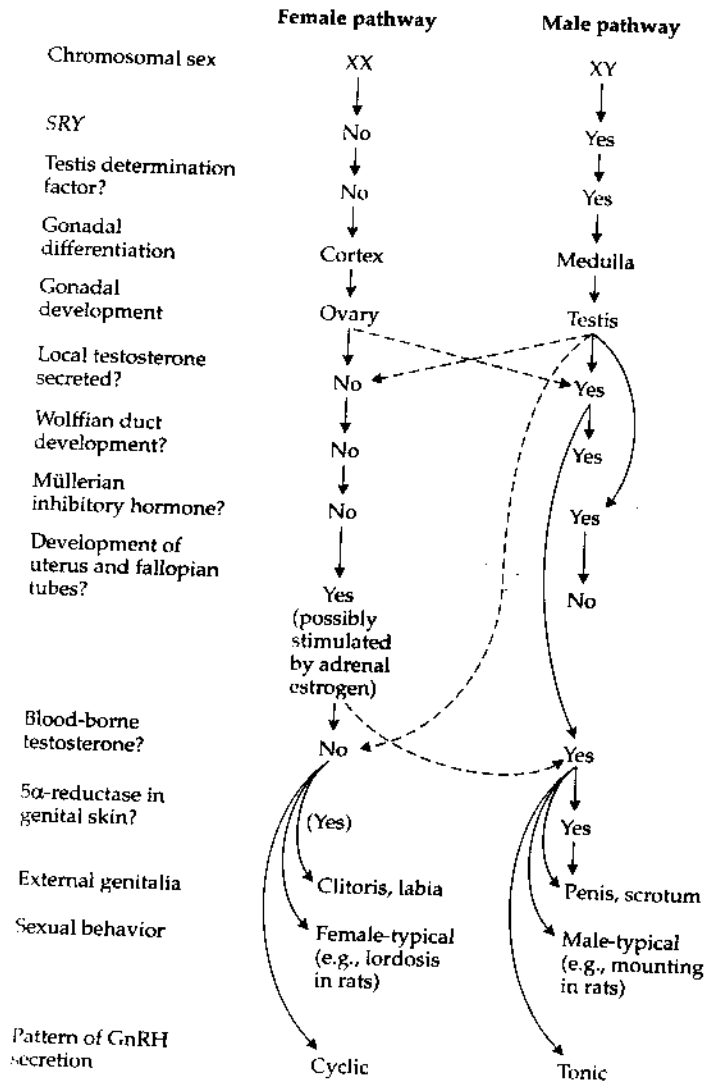 Female pathway Male pathway
Chromosomal sex XX XY
SRY No Yes
Testis determination
factor? No Yes
Gonadal
differentiation Cortex Medulla
Gonadal
development Ovary Testis
Local testosterone
secreted? No Yes
Wolffian duct
development? No Yes
Müllerian
inhibitory hormone? No Yes
Development of
uterus and fallopian
tubes? Yes No
(possibly
stimulated
by adrenal
estrogen)
Blood-borne
testosterone? No Yes
5α-reductase in
genital skin? (Yes) Yes
External genitalia Clitoris, labia Penis, scrotum
Sexual behavior Female-typical Male-typical
(e.g., lordosis (e.g., mounting
in rats) in rats)
Pattern of GnRH
secretion Cyclic Tonic